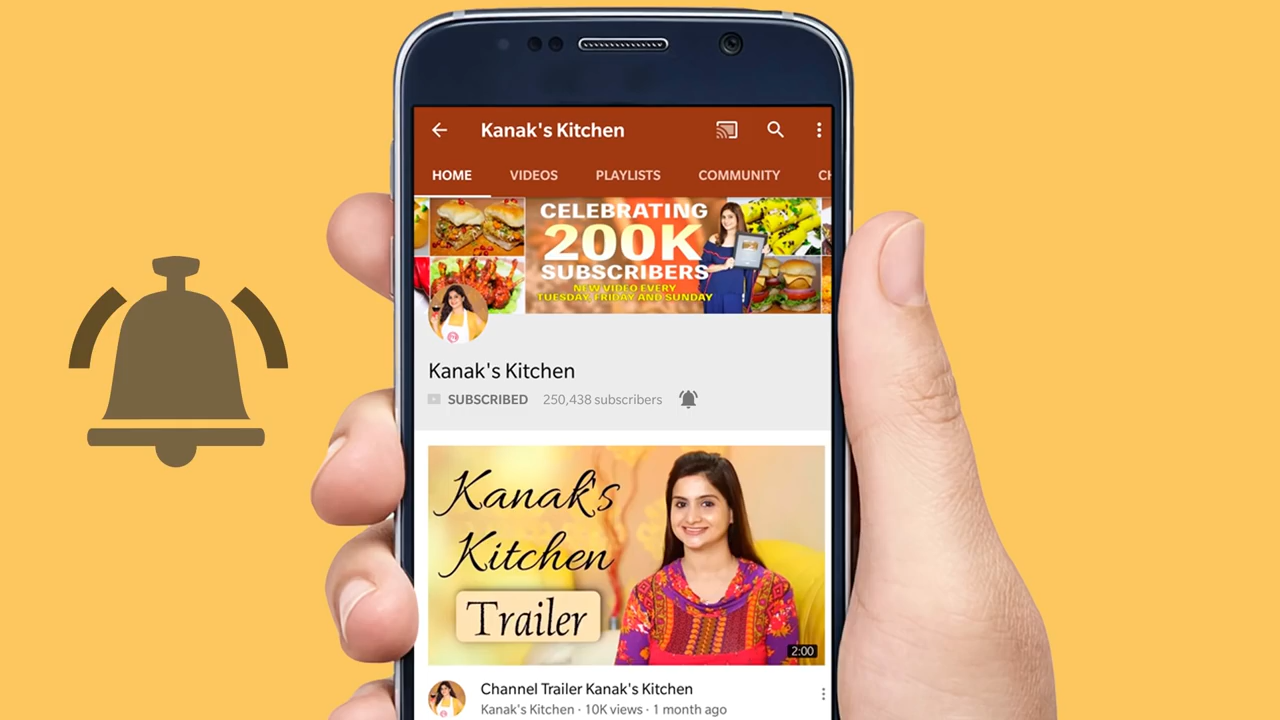 Kanak's Kitchen
HOME VIDEOS PLAYLISTS COMMUNITY CH
CELEBRATING
200K
SUBSCRIBERS
NEW VIDEO EVERY
TUESDAY, FRIDAY AND SUNDAY
Kanak's Kitchen
SUBSCRIBED 250,438 subscribers
Kanak's
Kitchen
Trailer
2:00
Channel Trailer Kanak's Kitchen
Kanak's Kitchen · 10K views · 1 month ago